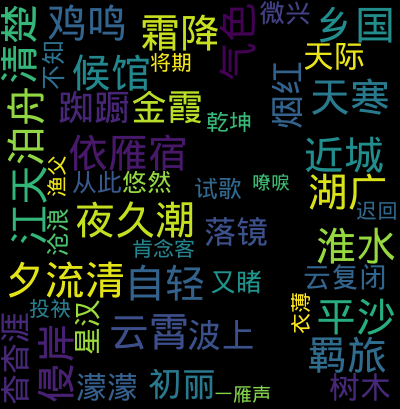 清楚
鸡鸣
霜降
气色
微兴
乡国
不知
候馆
将期
天际
烟红
天寒
踟蹰
金霞
乾坤
江天泊舟
渔父
依雁宿
近城
从此
悠然
试歌
嘹唳
湖广
迟回
沧浪
夜久潮
落镜
淮水
肯念客
夕流清
自轻
又睹
云复闭
投袂
星汉
衣薄
平沙
杳杳涯
侵岸
云霄
波上
羁旅
濛濛
初丽
一雁声
树木